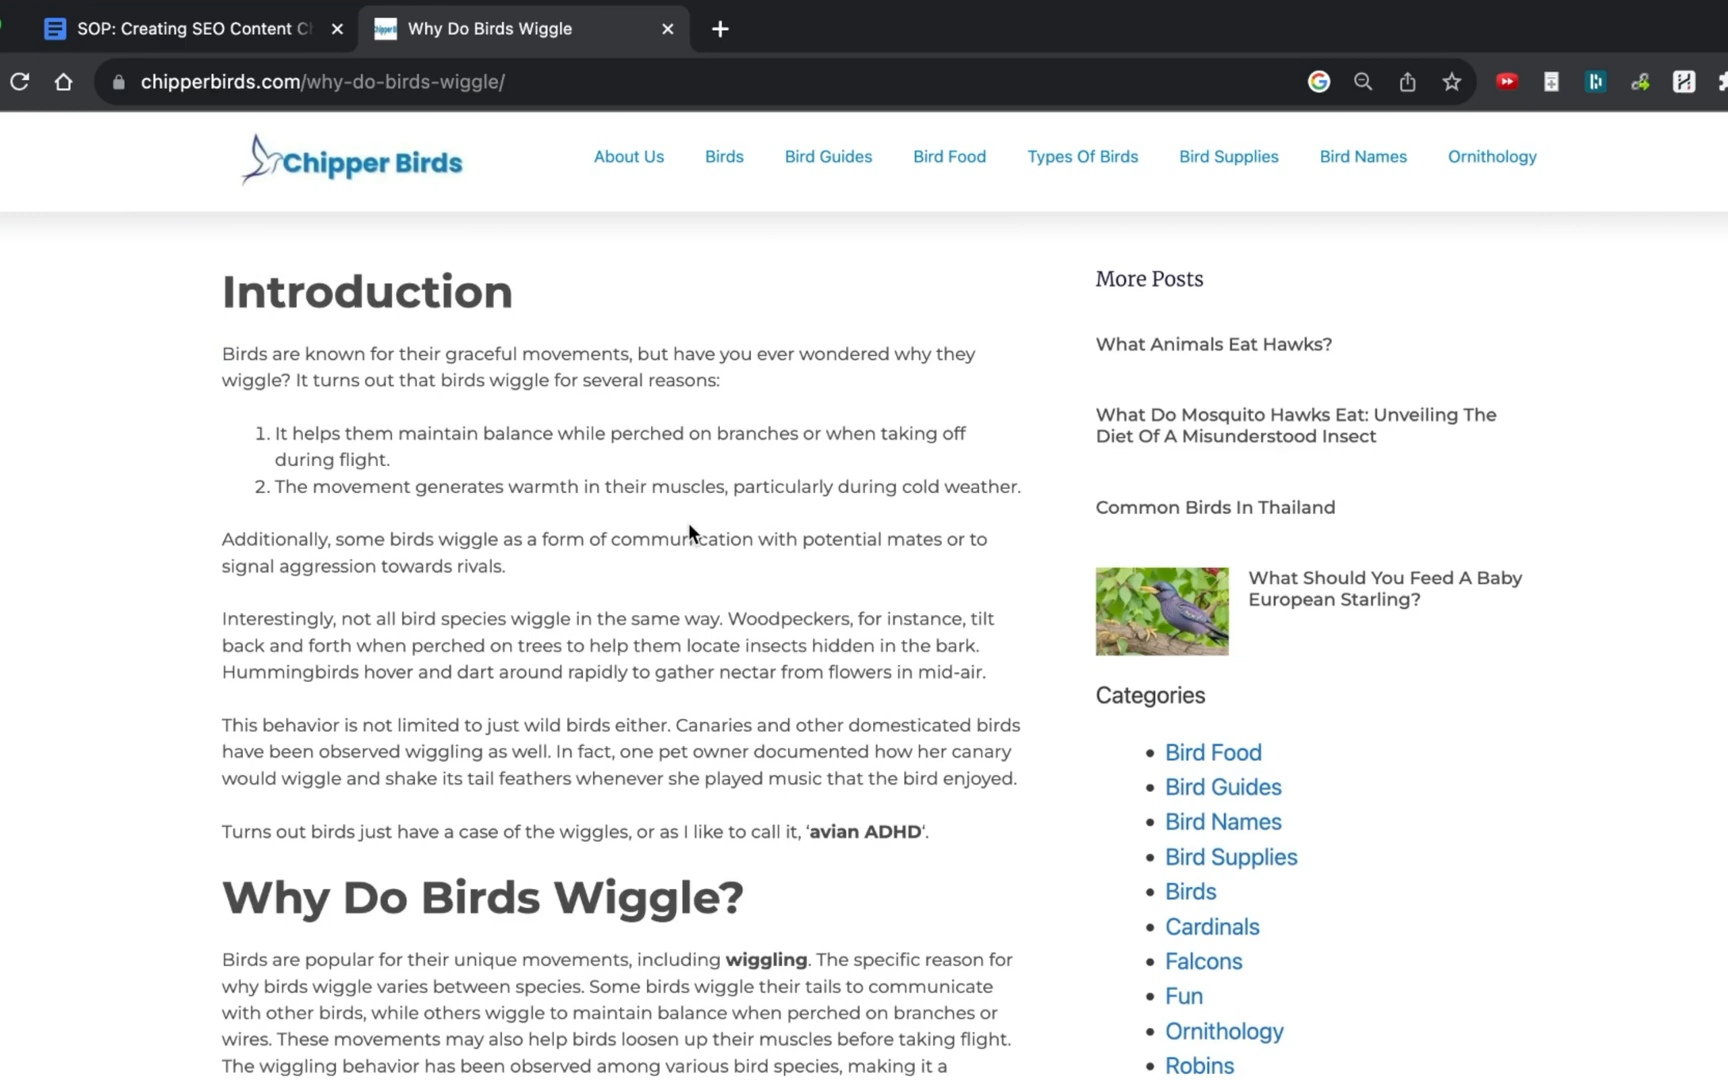 SOP: Creating SEO Content Cl
Why Do Birds Wiggle
chipperbirds.com/why-do-birds-wiggle/
Chipper Birds
About Us
Birds
Bird Guides
Bird Food
Types Of Birds
Bird Supplies
Bird Names
Ornithology
Introduction
Birds are known for their graceful movements, but have you ever wondered why they
wiggle? It turns out that birds wiggle for several reasons:
1. It helps them maintain balance while perched on branches or when taking off
during flight.
2. The movement generates warmth in their muscles, particularly during cold weather.
Additionally, some birds wiggle as a form of communication with potential mates or to
signal aggression towards rivals.
Interestingly, not all bird species wiggle in the same way. Woodpeckers, for instance, tilt
back and forth when perched on trees to help them locate insects hidden in the bark.
Hummingbirds hover and dart around rapidly to gather nectar from flowers in mid-air.
This behavior is not limited to just wild birds either. Canaries and other domesticated birds
have been observed wiggling as well. In fact, one pet owner documented how her canary
would wiggle and shake its tail feathers whenever she played music that the bird enjoyed.
Turns out birds just have a case of the wiggles, or as I like to call it, ‘avian ADHD‘.
Why Do Birds Wiggle?
Birds are popular for their unique movements, including wiggling. The specific reason for
why birds wiggle varies between species. Some birds wiggle their tails to communicate
with other birds, while others wiggle to maintain balance when perched on branches or
wires. These movements may also help birds loosen up their muscles before taking flight.
The wiggling behavior has been observed among various bird species, making it a
More Posts
What Animals Eat Hawks?
What Do Mosquito Hawks Eat: Unveiling The
Diet Of A Misunderstood Insect
Common Birds In Thailand
What Should You Feed A Baby
European Starling?
Categories
• Bird Food
• Bird Guides
• Bird Names
• Bird Supplies
• Birds
• Cardinals
• Falcons
• Fun
• Ornithology
• Robins